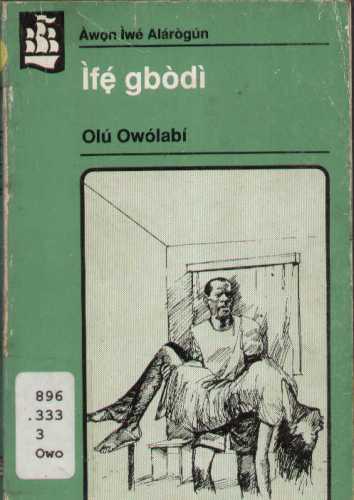 Àwọn Ìwé Alárògún
Ìfẹ́ gbòdì
Olú Owólabí
896
.333
3
Owo